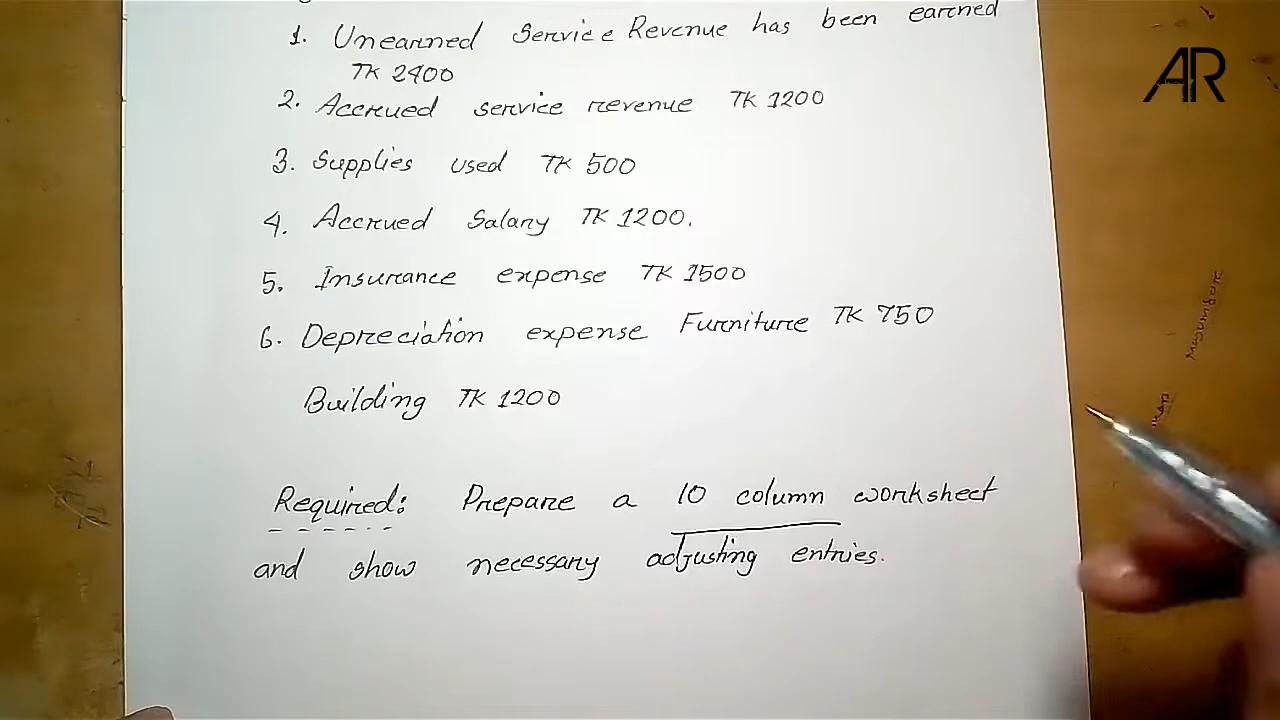 1. Unearned Service Revenue has been earned
TK 2400
2. Accrued service revenue TK 1200
3. Supplies used TK 500
4. Accrued Salary TK 1200.
5. Insurance expense TK 1500
6. Depreciation expense Furniture TK 750
Building TK 1200
Required: Prepare a 10 column worksheet
and show necessary adjusting entries.
AR